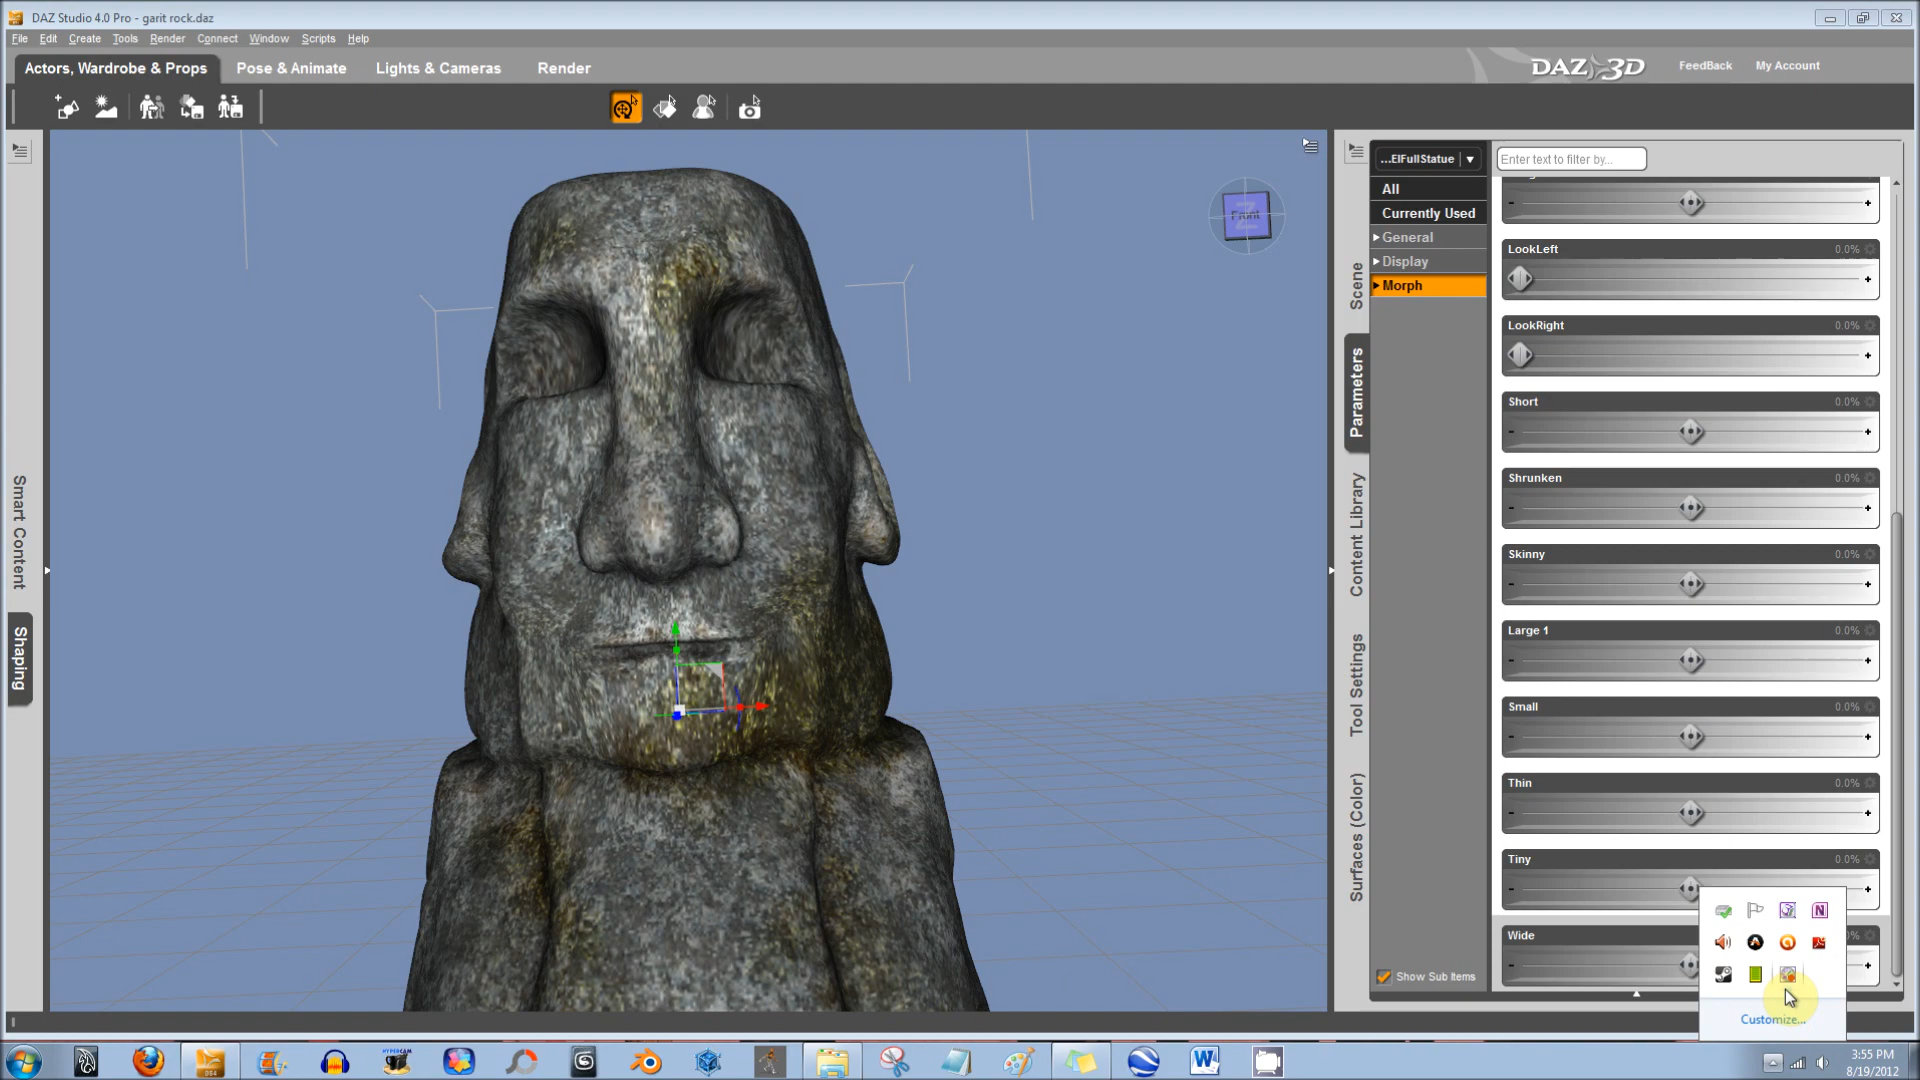 DAZ Studio 4.0 Pro - garit rock.daz
File Edit Create Tools Render Connect Window Scripts Help
Actors, Wardrobe & Props Pose & Animate Lights & Cameras Render
DAZ 3D FeedBack My Account
Smart Content
Shaping
Front
Scene
Parameters
Content Library
Tool Settings
Surfaces (Color)
...ElFullStatue
All
Currently Used
General
Display
Morph
Show Sub Items
Enter text to filter by...
LookLeft 0.0%
LookRight 0.0%
Short 0.0%
Shrunken 0.0%
Skinny 0.0%
Large 1 0.0%
Small 0.0%
Thin 0.0%
Tiny 0.0%
Wide
Customize...
HYPERCAM
DS4
3:55 PM
8/19/2012